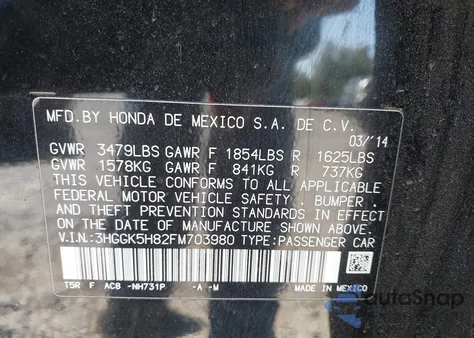 MFD.BY HONDA DE MEXICO S.A. DE C.V.
03/'14
GVWR 3479LBS GAWR F 1854LBS R 1625LBS
GVWR 1578KG GAWR F 841KG R 737KG
THIS VEHICLE CONFORMS TO ALL APPLICABLE
FEDERAL MOTOR VEHICLE SAFETY . BUMPER .
AND THEFT PREVENTION STANDARDS IN EFFECT
ON THE DATE OF MANUFACTURE SHOWN ABOVE.
V.I.N.:3HGGK5H82FM703980 TYPE:PASSENGER CAR
T5R F AC8 -NH731P -A -M MADE IN MEXICO
autoSnap